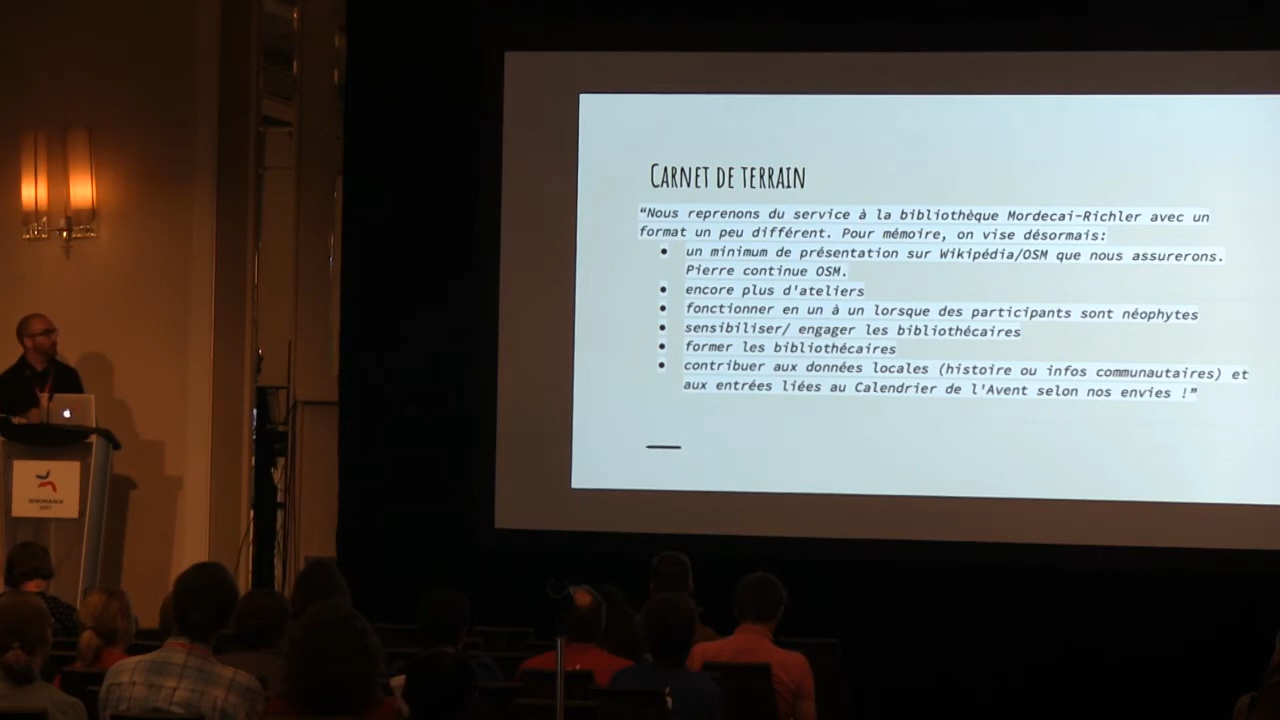 CARNET DE TERRAIN
“Nous reprenons du service à la bibliothèque Mordecai-Richler avec un
format un peu différent. Pour mémoire, on vise désormais:
● un minimum de présentation sur Wikipédia/OSM que nous assurerons.
Pierre continue OSM.
● encore plus d'ateliers
● fonctionner en un à un lorsque des participants sont néophytes
● sensibiliser/ engager les bibliothécaires
● former les bibliothécaires
● contribuer aux données locales (histoire ou infos communautaires) et
aux entrées liées au Calendrier de l'Avent selon nos envies !”
WIKIMANIA
2017